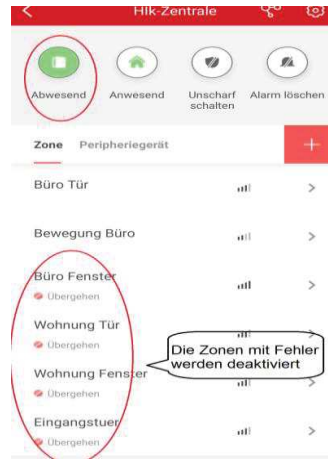 Hik-Zentrale
Abwesend
Anwesend
Unscharf
schalten
Alarm löschen
Zone
Peripheriegerät
Büro Tür
Bewegung Büro
Büro Fenster
Übergehen
Wohnung Tür
Übergehen
Die Zonen mit Fehler
werden deaktiviert
Wohnung Fenster
Übergehen
Eingangstuer
Übergehen